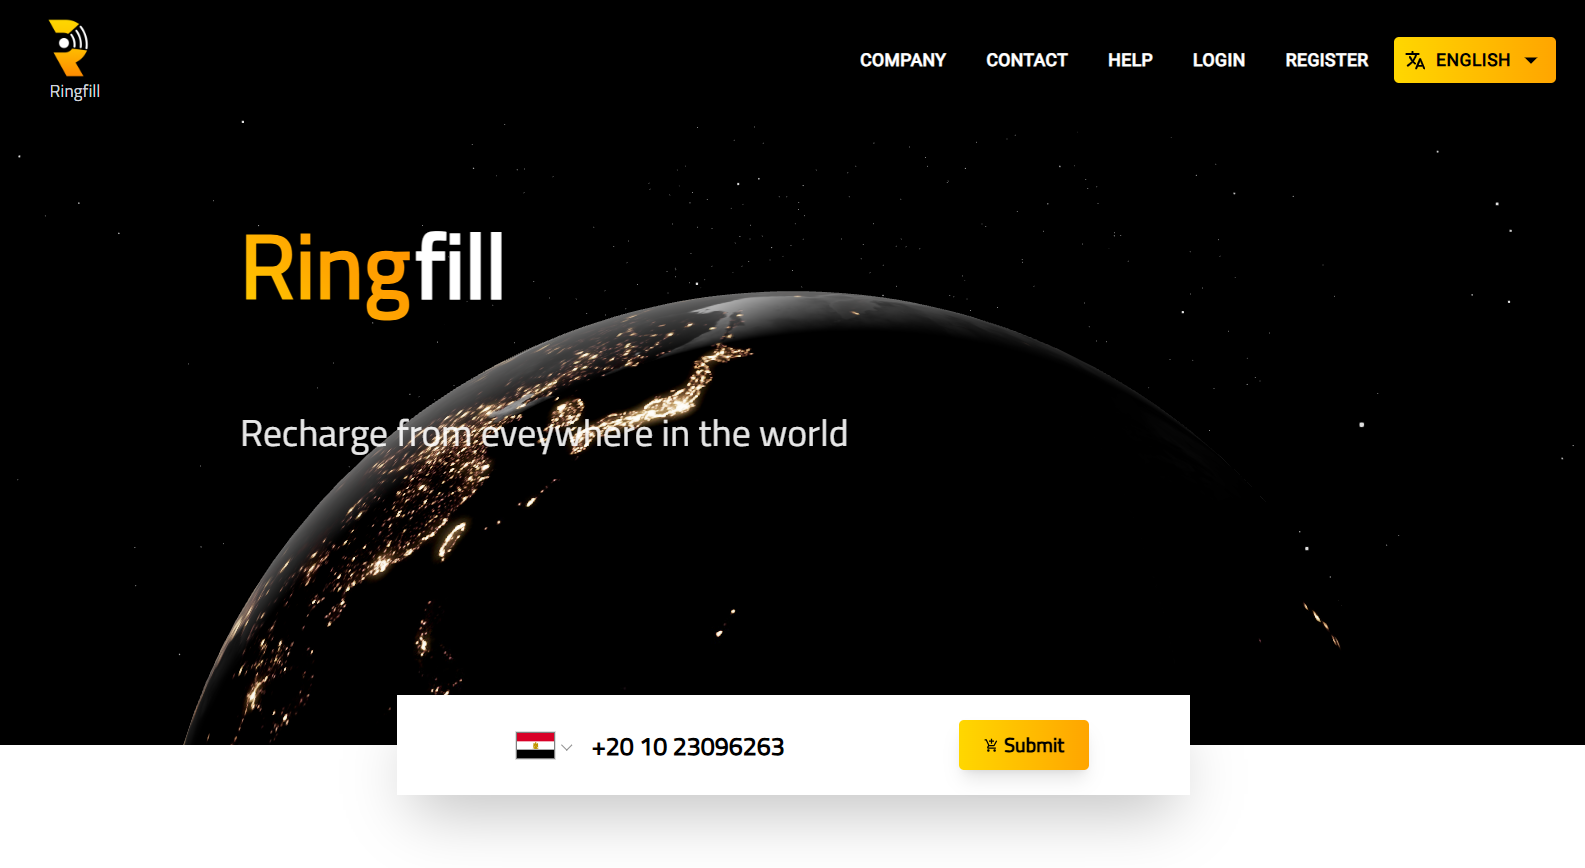 Ringfill
COMPANY CONTACT HELP LOGIN REGISTER ENGLISH
Ringfill
Recharge from eveywhere in the world
+20 10 23096263 Submit